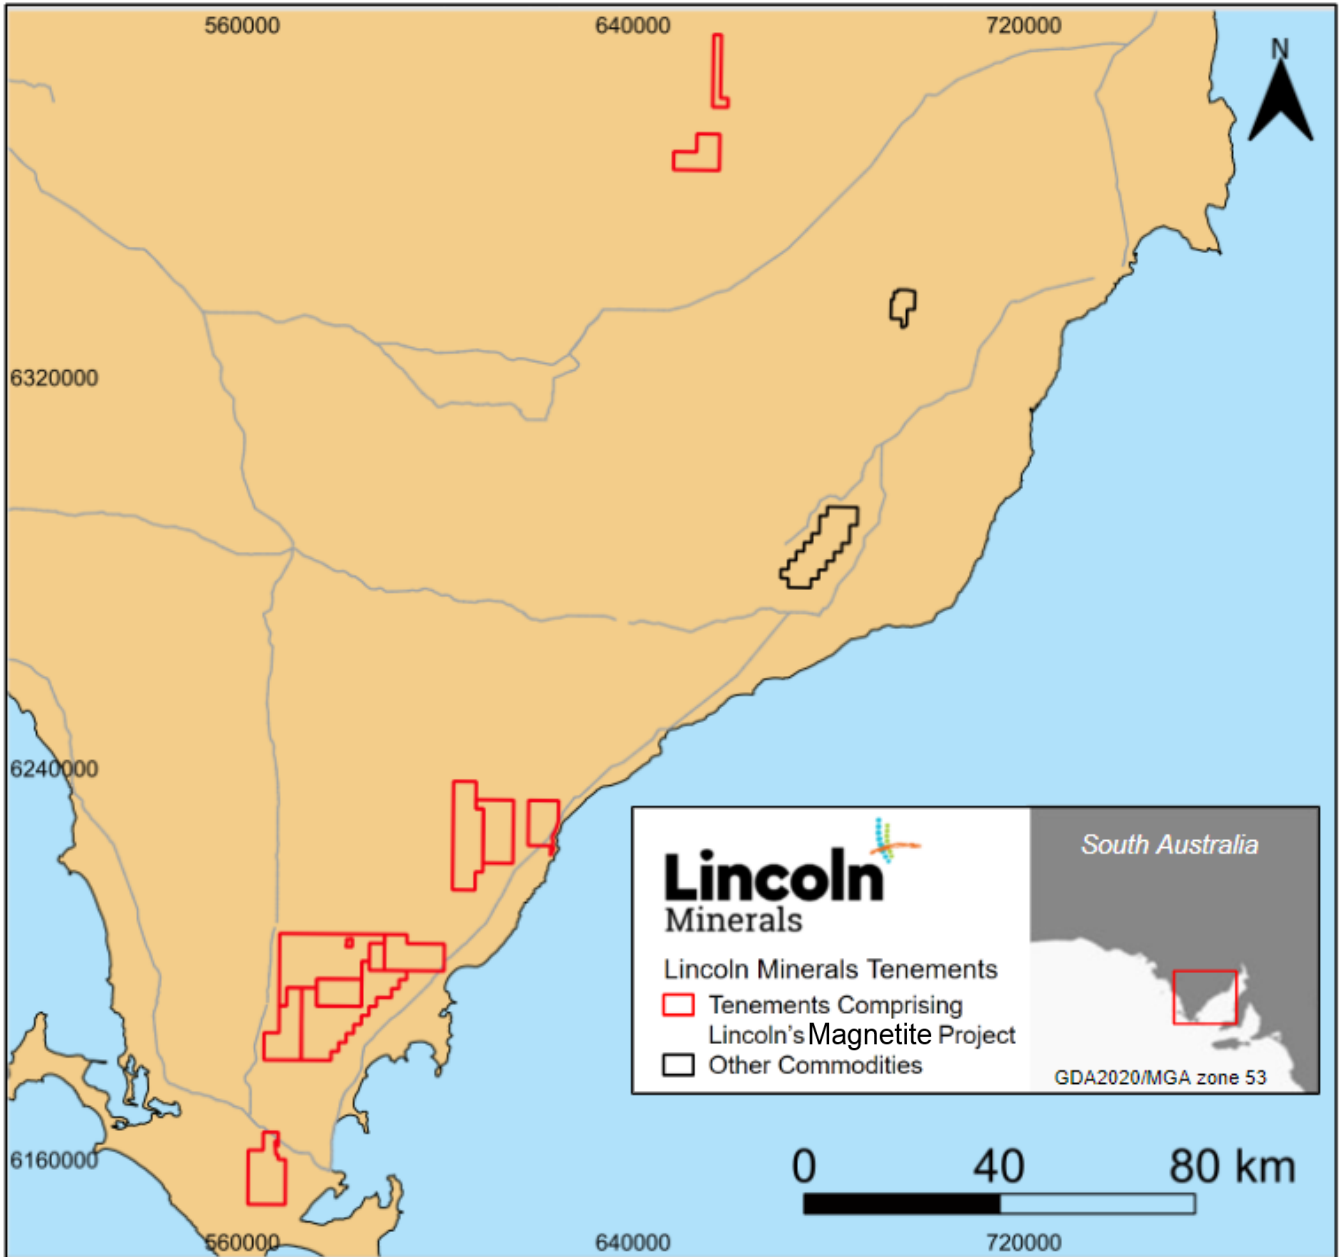 560000 640000 720000
N
6320000
6240000
South Australia
Lincoln
Minerals
Lincoln Minerals Tenements
Tenements Comprising
Lincoln's Magnetite Project
Other Commodities
GDA2020/MGA zone 53
6160000
0 40 80 km
560000 640000 720000